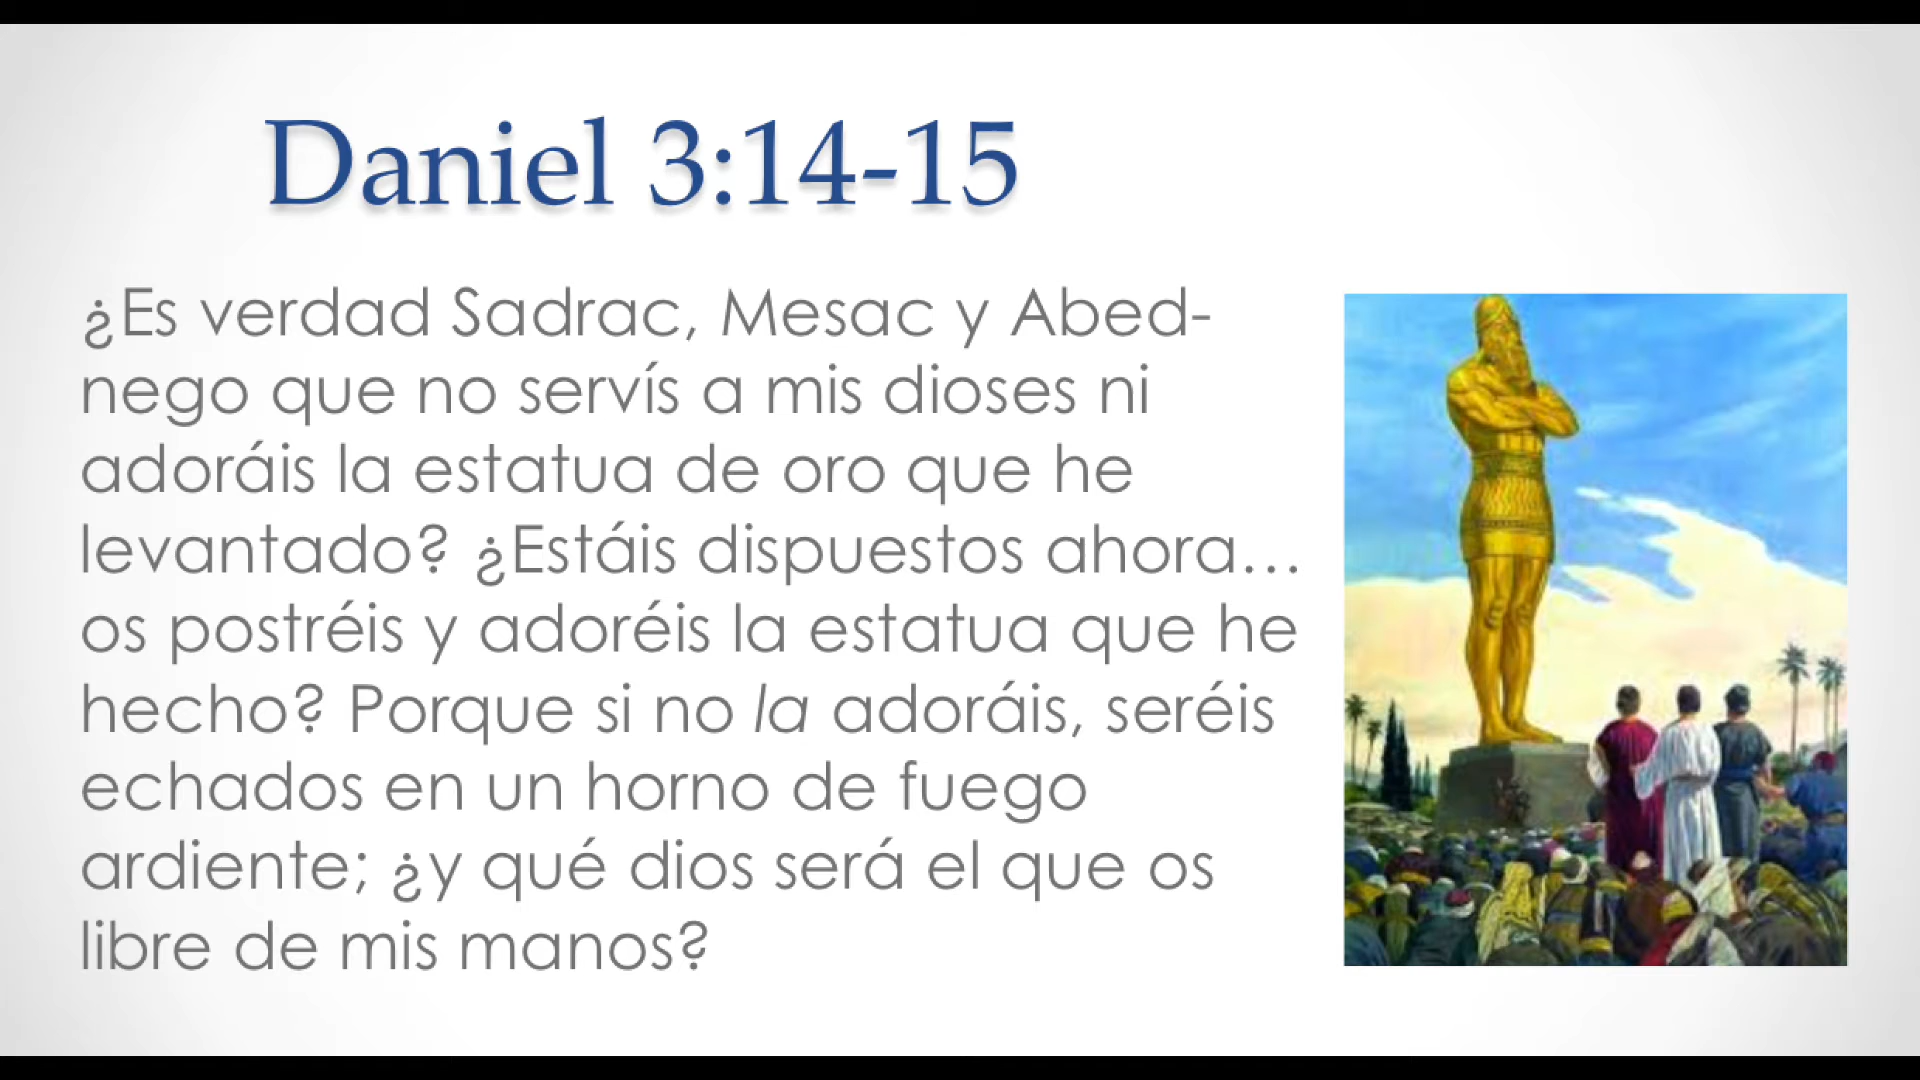 Daniel 3:14-15
¿Es verdad Sadrac, Mesac y Abed-
nego que no servís a mis dioses ni
adoráis la estatua de oro que he
levantado? ¿Estáis dispuestos ahora…
os postréis y adoréis la estatua que he
hecho? Porque si no la adoráis, seréis
echados en un horno de fuego
ardiente; ¿y qué dios será el que os
libre de mis manos?